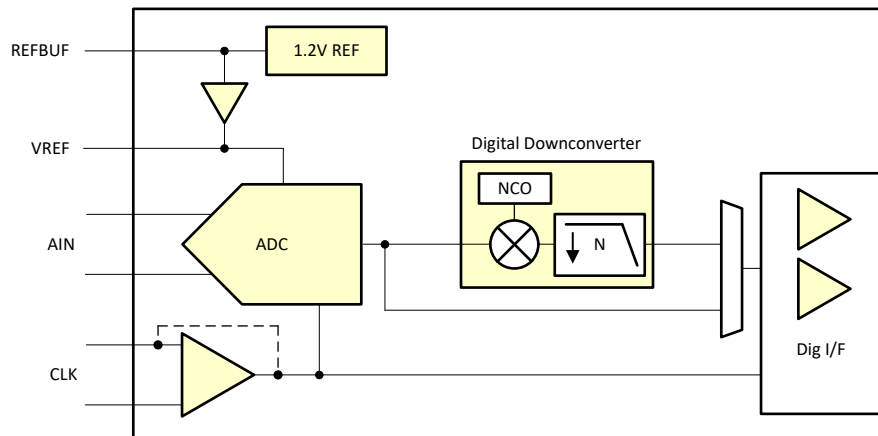 REFBUF
1.2V REF
VREF
Digital Downconverter
NCO
AIN
ADC
N
Dig I/F
CLK